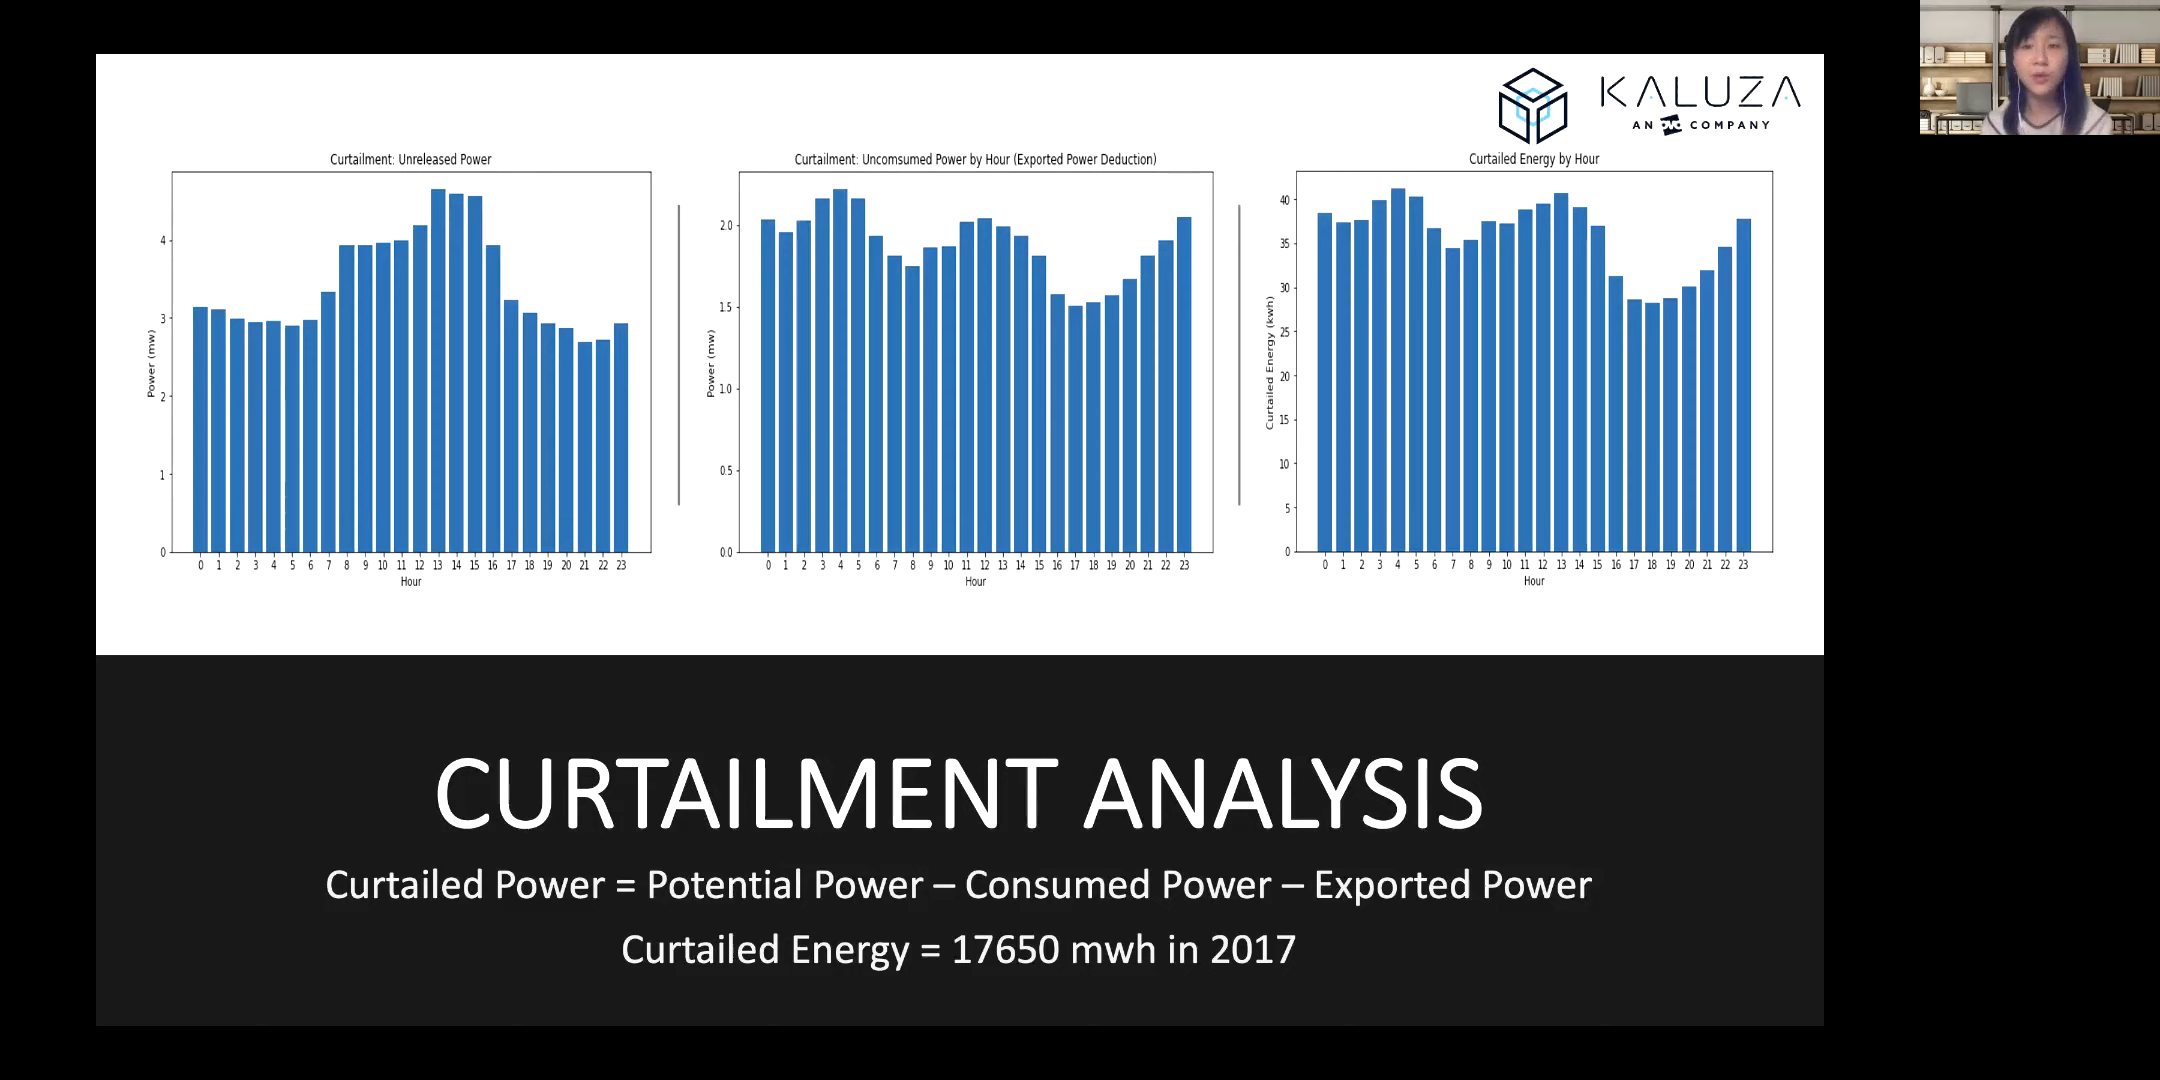 KALUZA
AN OVO COMPANY
Curtailment: Unreleased Power
Power (mw)
4
3
2
1
0
0 1 2 3 4 5 6 7 8 9 10 11 12 13 14 15 16 17 18 19 20 21 22 23
Hour
Curtailment: Uncomsumed Power by Hour (Exported Power Deduction)
Power (mw)
2.0
1.5
1.0
0.5
0.0
0 1 2 3 4 5 6 7 8 9 10 11 12 13 14 15 16 17 18 19 20 21 22 23
Hour
Curtailed Energy by Hour
Curtailed Energy (kwh)
40
35
30
25
20
15
10
5
0
0 1 2 3 4 5 6 7 8 9 10 11 12 13 14 15 16 17 18 19 20 21 22 23
Hour
CURTAILMENT ANALYSIS
Curtailed Power = Potential Power – Consumed Power – Exported Power
Curtailed Energy = 17650 mwh in 2017